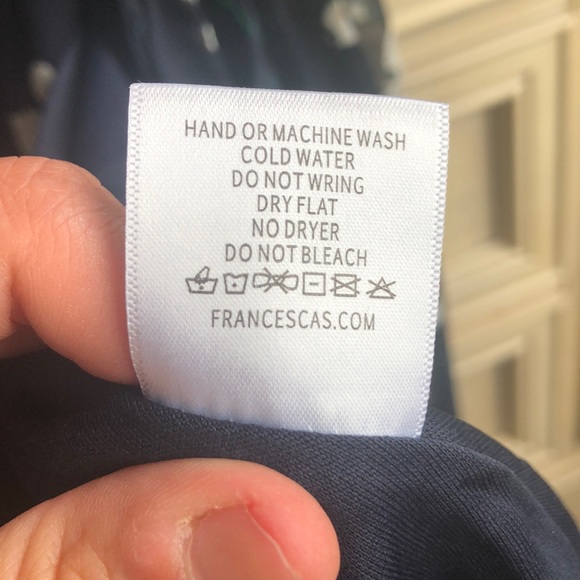 HAND OR MACHINE WASH
COLD WATER
DO NOT WRING
DRY FLAT
NO DRYER
DO NOT BLEACH
FRANCESCAS.COM